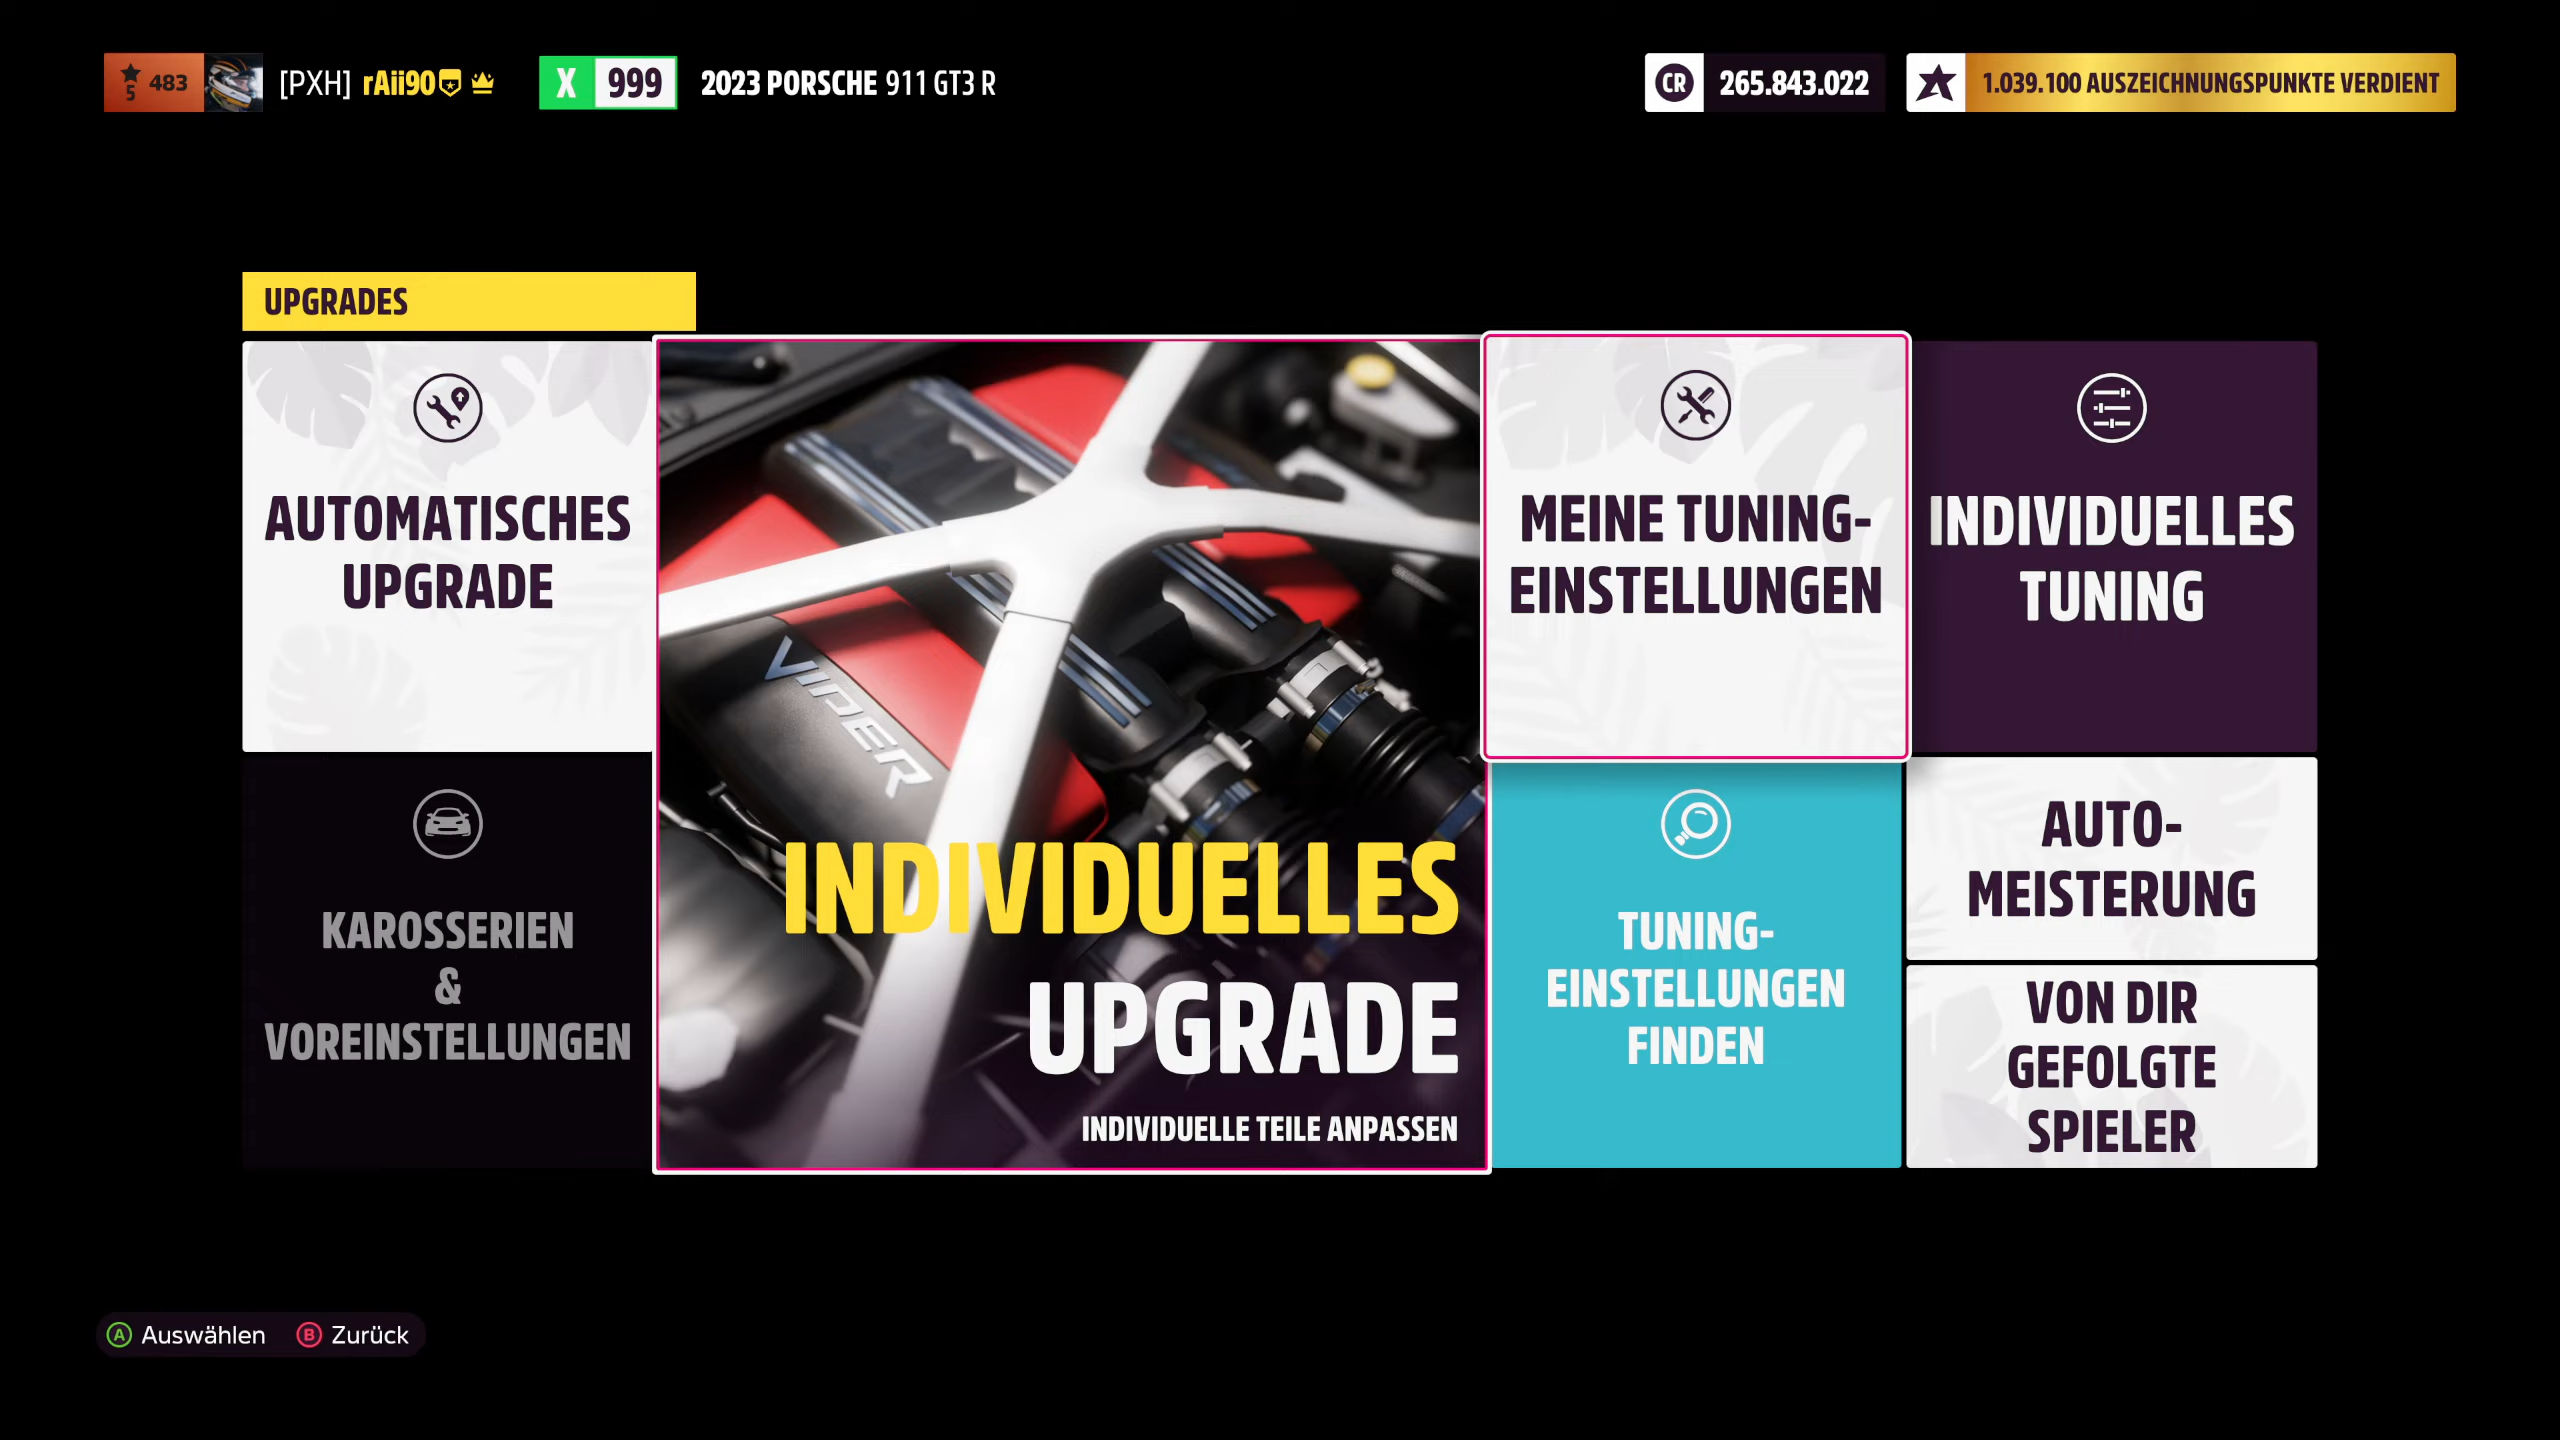 5 483 [PXH] rAii90 X 999 2023 PORSCHE 911 GT3 R CR 265.843.022 1.039.100 AUSZEICHNUNGSPUNKTE VERDIENT
UPGRADES
AUTOMATISCHES
UPGRADE
KAROSSERIEN
&
VOREINSTELLUNGEN
VIPER
INDIVIDUELLES
UPGRADE
INDIVIDUELLE TEILE ANPASSEN
MEINE TUNING-
EINSTELLUNGEN
TUNING-
EINSTELLUNGEN
FINDEN
INDIVIDUELLES
TUNING
AUTO-
MEISTERUNG
VON DIR
GEFOLGTE
SPIELER
A Auswählen B Zurück